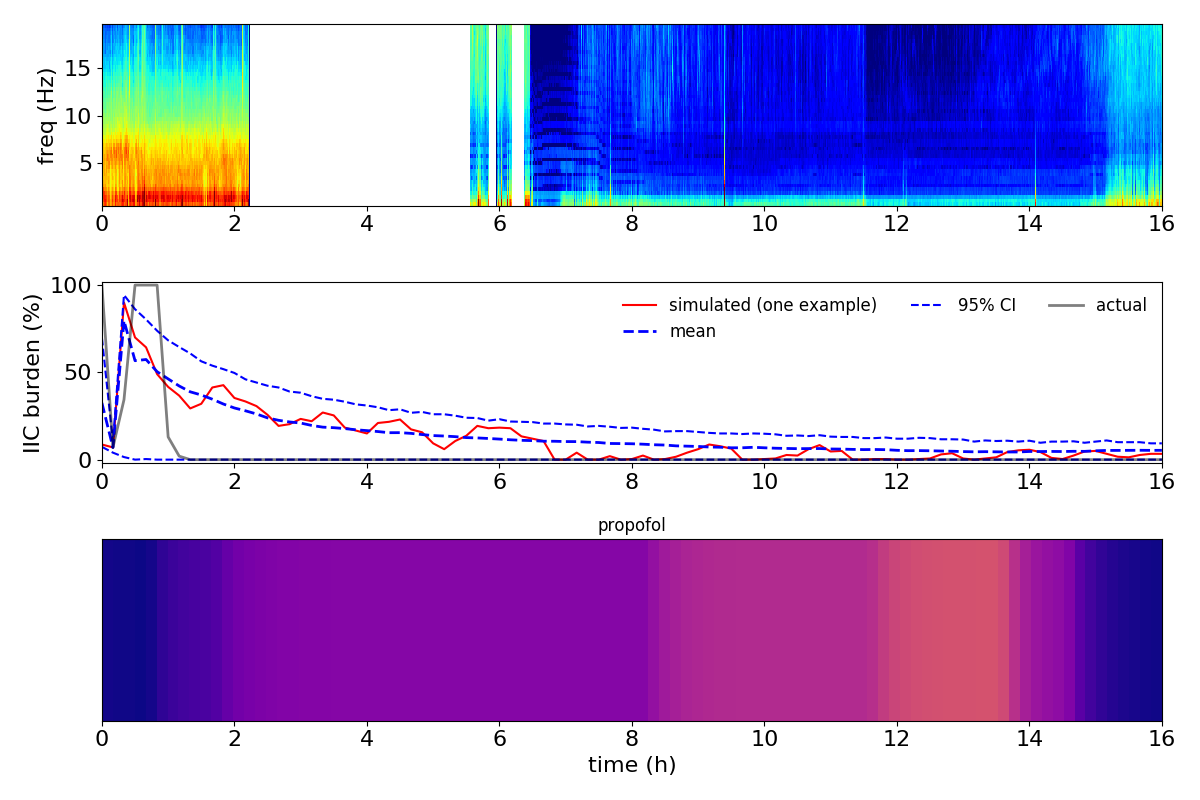 15
10
5
freq (Hz)
0 2 4 6 8 10 12 14 16
100
50
0
IIC burden (%)
simulated (one example) 95% CI actual
mean
0 2 4 6 8 10 12 14 16
propofol
0 2 4 6 8 10 12 14 16
time (h)